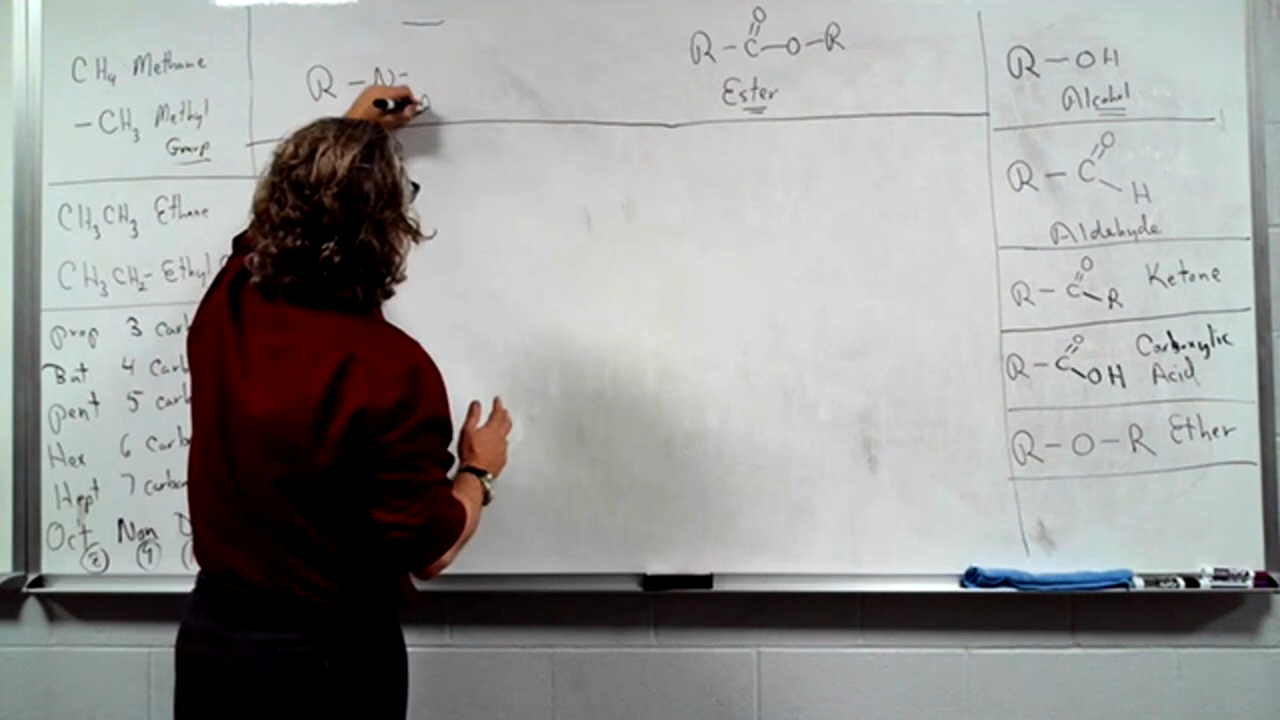 CH4 Methane
-CH3 Methyl
Group
CH3CH3 Ethane
CH3CH2- Ethyl
Prop 3 carb
But 4 carb
Pent 5 carb
Hex 6 carb
Hept 7 carbon
Oct Non D
8 9
R-N-
O
R-C-O-R
Ester
R-OH
Alcohol
O
R-C
H
Aldehyde
O
R-C-R Ketone
O
R-C-OH Carboxylic
Acid
R-O-R Ether